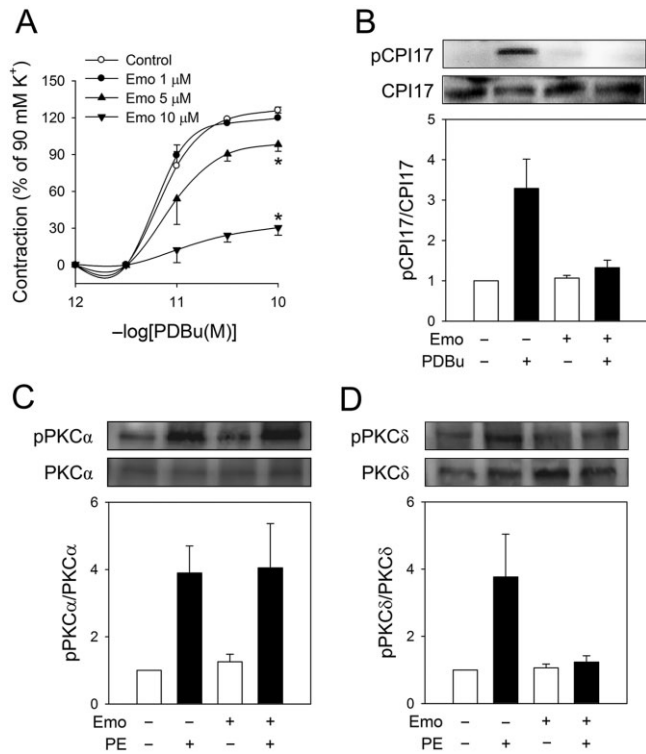 A
Control
Emo 1 μM
Emo 5 μM
Emo 10 μM
150
120
90
60
30
0
Contraction (% of 90 mM K⁺)
*
*
12
11
10
–log[PDBu(M)]
B
pCPI17
CPI17
5
4
3
2
1
0
pCPI17/CPI17
Emo – – + +
PDBu – + – +
C
pPKCα
PKCα
6
4
2
0
pPKCα/PKCα
Emo – – + +
PE – + – +
D
pPKCδ
PKCδ
6
4
2
0
pPKCδ/PKCδ
Emo – – + +
PE – + – +